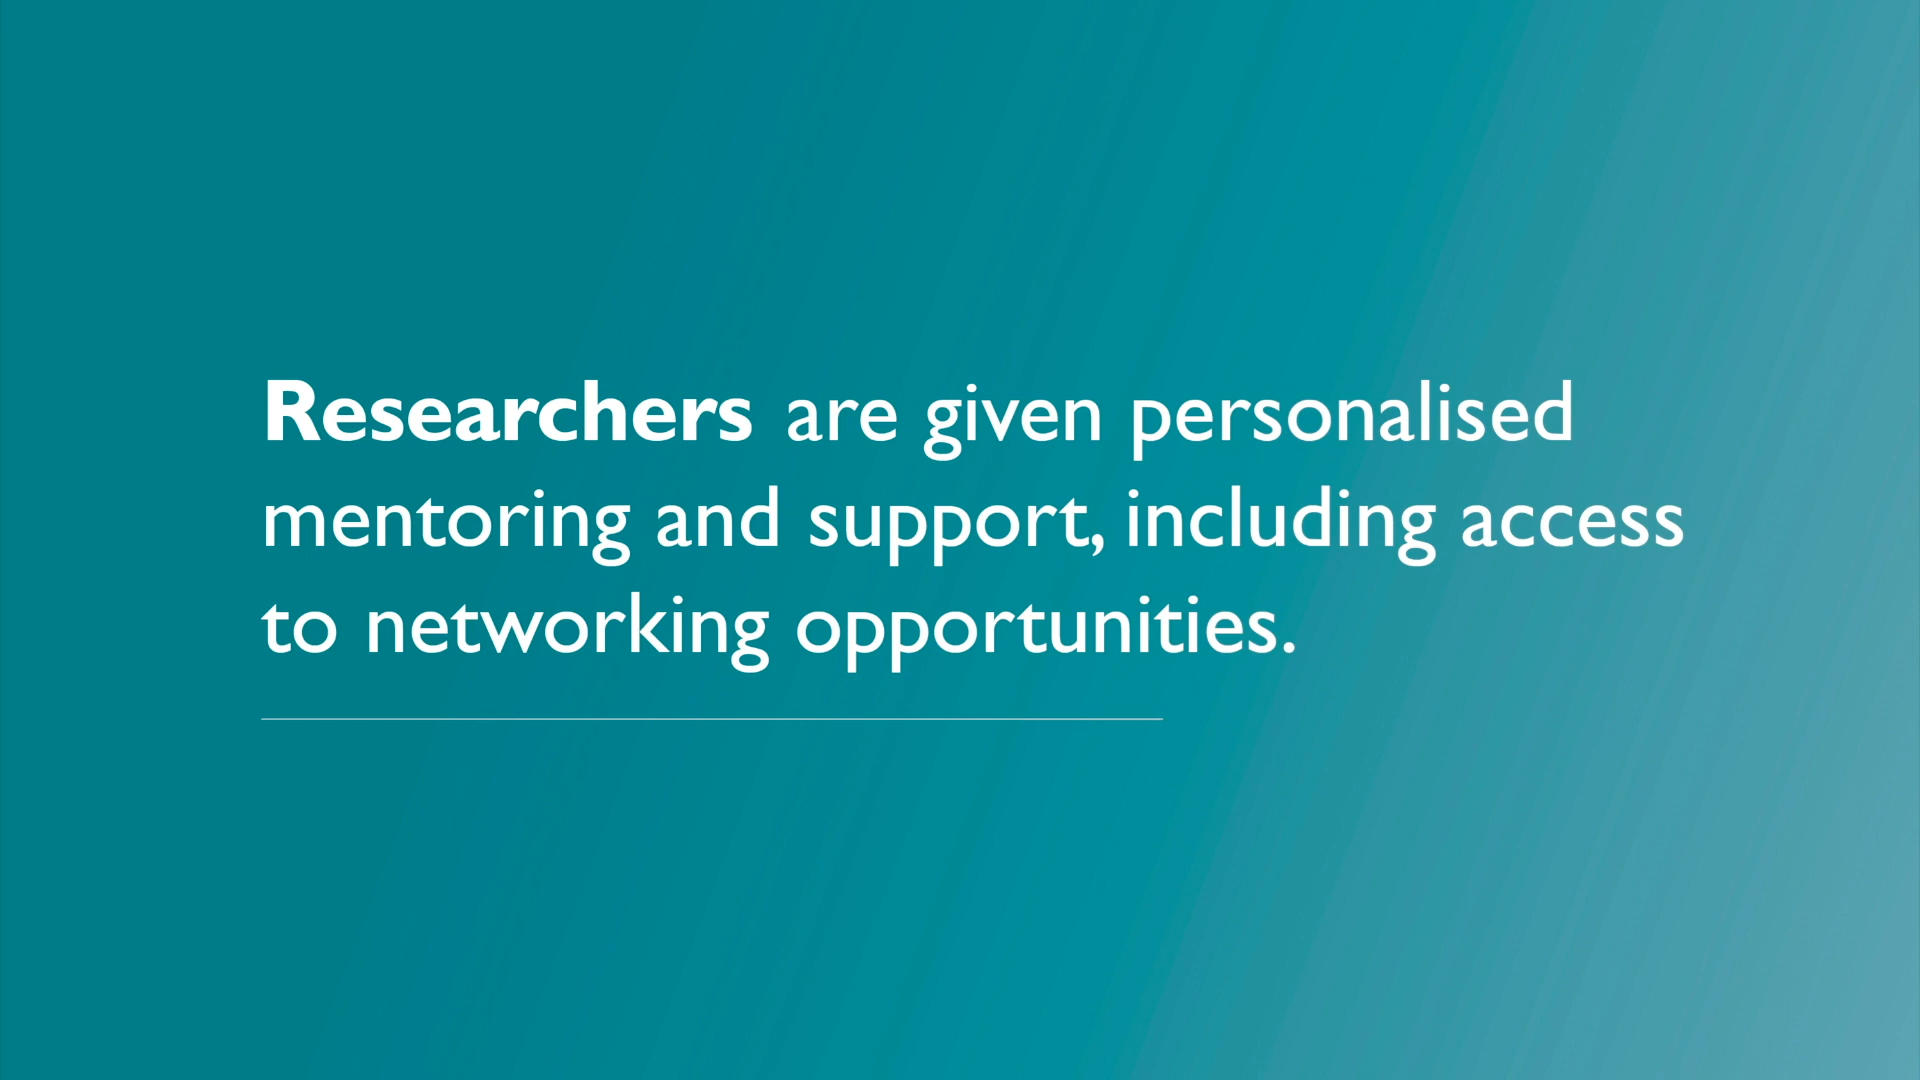 Researchers are given personalised
mentoring and support, including access
to networking opportunities.